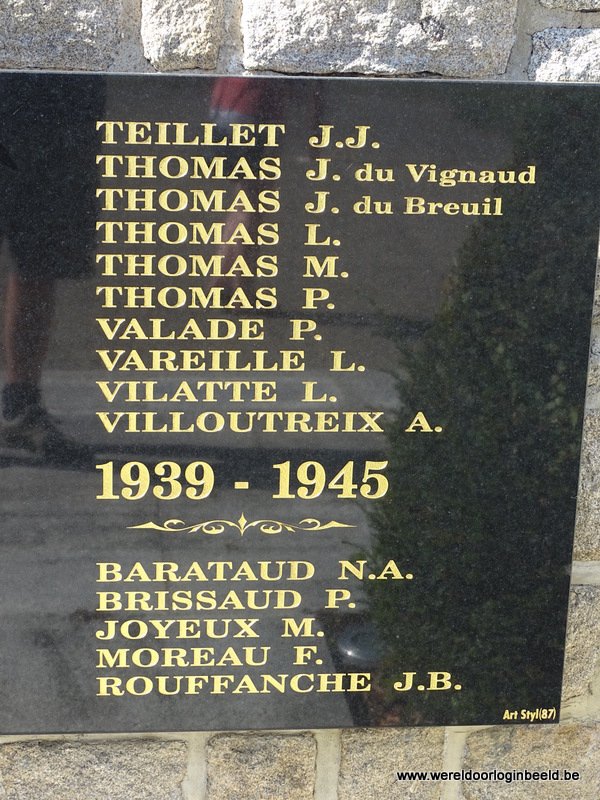 TEILLET J.J.
THOMAS J. du Vignaud
THOMAS J. du Breuil
THOMAS L.
THOMAS M.
THOMAS P.
VALADE P.
VAREILLE L.
VILATTE L.
VILLOUTREIX A.
1939 - 1945
BARATAUD N.A.
BRISSAUD P.
JOYEUX M.
MOREAU F.
ROUFFANCHE J.B.
Art Styl(87)
www.wereldoorloginbeeld.be